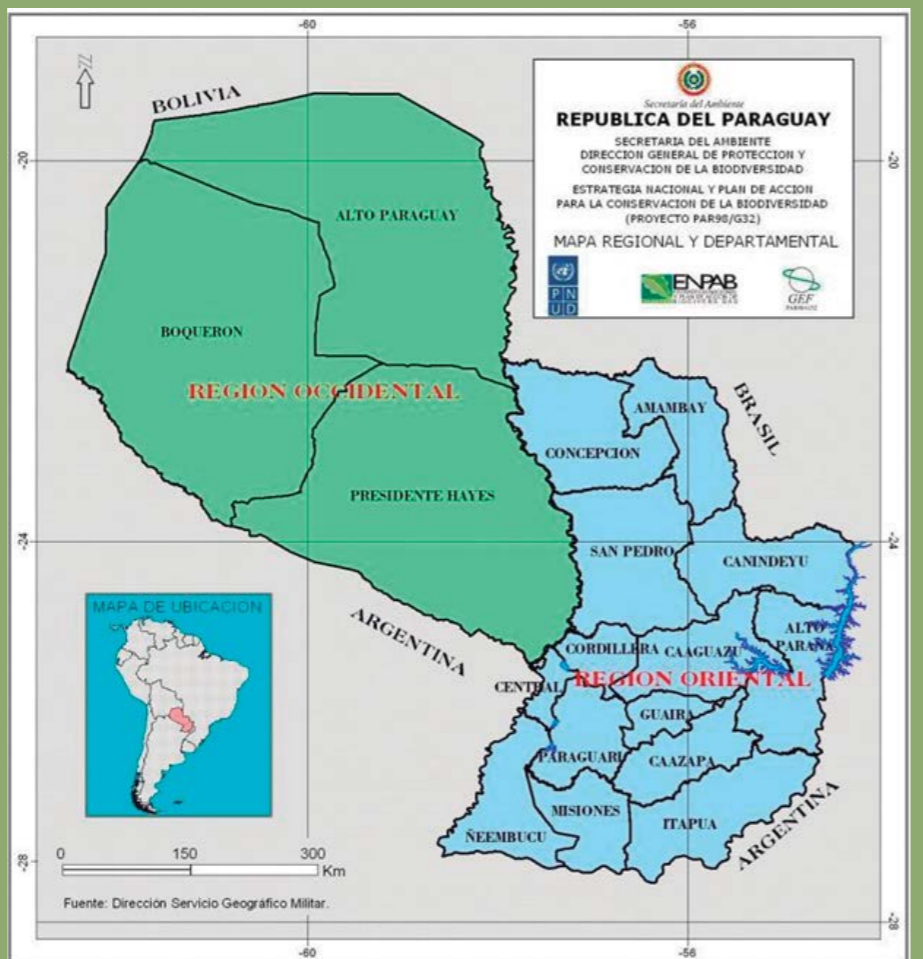 -60
-56
BOLIVIA
Secretaría del Ambiente
REPUBLICA DEL PARAGUAY
SECRETARIA DEL AMBIENTE
DIRECCION GENERAL DE PROTECCION Y
CONSERVACION DE LA BIODIVERSIDAD
ESTRATEGIA NACIONAL Y PLAN DE ACCION
PARA LA CONSERVACION DE LA BIODIVERSIDAD
(PROYECTO PAR98/G32)
MAPA REGIONAL Y DEPARTAMENTAL
P N
U D
ENPAB
GEF
-20
-20
ALTO PARAGUAY
BOQUERON
REGION OCCIDENTAL
BRASIL
AMAMBAY
CONCEPCION
PRESIDENTE HAYES
-24
-24
SAN PEDRO
CANINDEYU
MAPA DE UBICACION
ARGENTINA
ALTO
PARANA
CORDILLERA
CAAGUAZU
REGION ORIENTAL
CENTRAL
GUAIRA
PARAGUARI
CAAZAPA
MISIONES
ITAPUA
ÑEEMBUCU
ARGENTINA
-28
0 150 300
Km
Fuente: Dirección Servicio Geográfico Militar.
-28
-60
-56